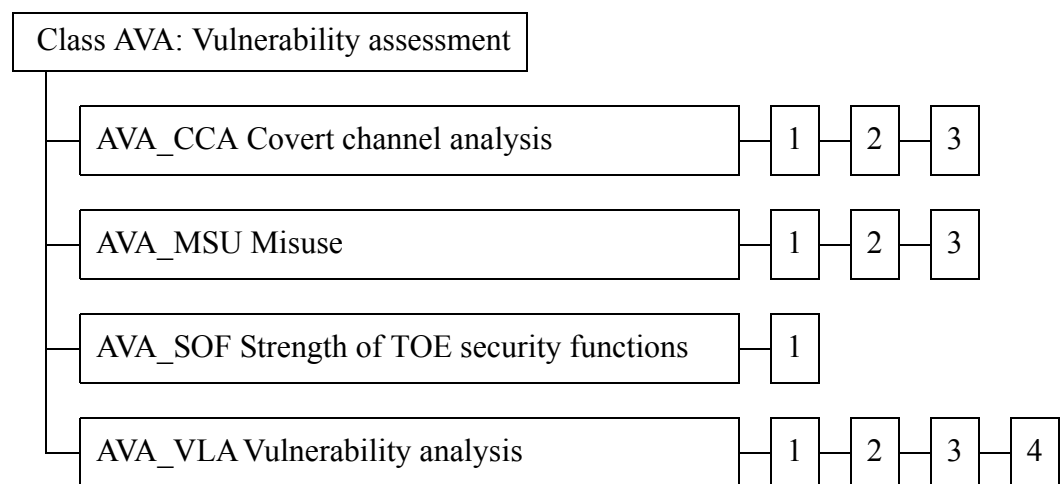 Class AVA: Vulnerability assessment
AVA_CCA Covert channel analysis 1 2 3
AVA_MSU Misuse 1 2 3
AVA_SOF Strength of TOE security functions 1
AVA_VLA Vulnerability analysis 1 2 3 4